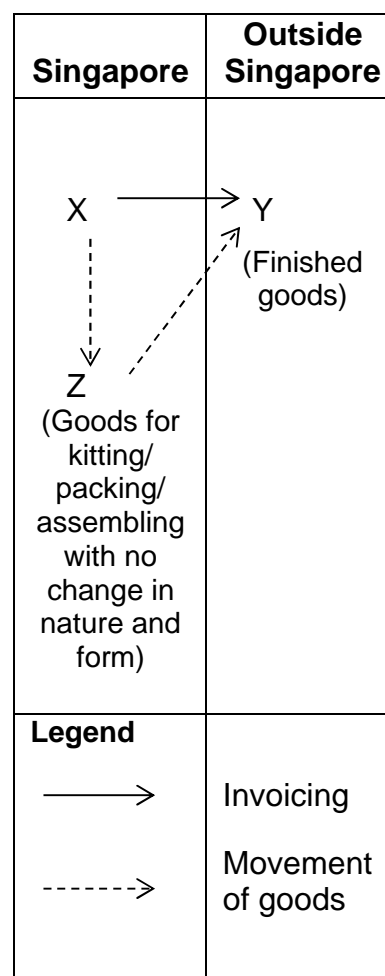 Singapore
Outside
Singapore
X
Y
(Finished
goods)
Z
(Goods for
kitting/
packing/
assembling
with no
change in
nature and
form)
Legend
Invoicing
Movement
of goods